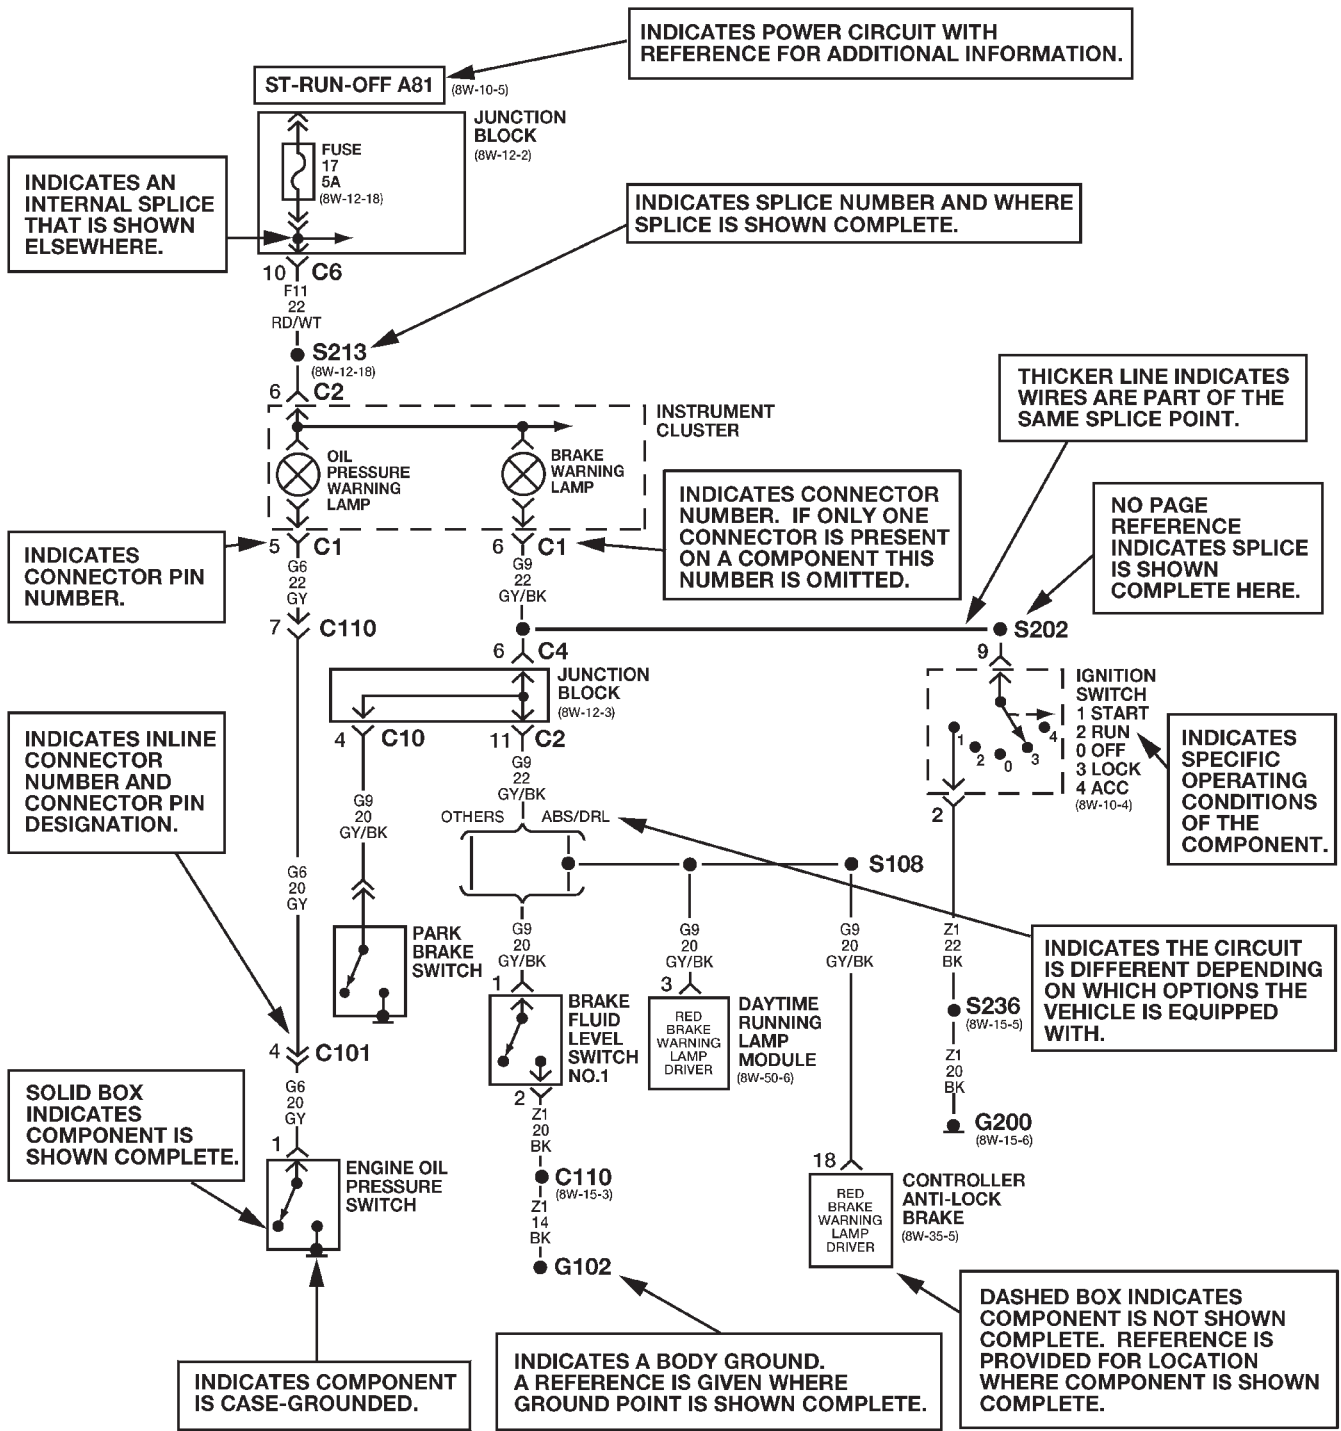 INDICATES POWER CIRCUIT WITH
REFERENCE FOR ADDITIONAL INFORMATION.
ST-RUN-OFF A81
(8W-10-5)
JUNCTION
BLOCK
(8W-12-2)
FUSE
17
5A
(8W-12-18)
INDICATES AN
INTERNAL SPLICE
THAT IS SHOWN
ELSEWHERE.
INDICATES SPLICE NUMBER AND WHERE
SPLICE IS SHOWN COMPLETE.
10 C6
F11
22
RD/WT
S213
(8W-12-18)
6 C2
THICKER LINE INDICATES
WIRES ARE PART OF THE
SAME SPLICE POINT.
INSTRUMENT
CLUSTER
OIL
PRESSURE
WARNING
LAMP
BRAKE
WARNING
LAMP
INDICATES CONNECTOR
NUMBER. IF ONLY ONE
CONNECTOR IS PRESENT
ON A COMPONENT THIS
NUMBER IS OMITTED.
NO PAGE
REFERENCE
INDICATES SPLICE
IS SHOWN
COMPLETE HERE.
INDICATES
CONNECTOR PIN
NUMBER.
5 C1
G6
22
GY
7 C110
6 C1
G9
22
GY/BK
S202
6 C4
9
JUNCTION
BLOCK
(8W-12-3)
IGNITION
SWITCH
1 START
2 RUN
0 OFF
3 LOCK
4 ACC
(8W-10-4)
1
2
0
3
4
INDICATES
SPECIFIC
OPERATING
CONDITIONS
OF THE
COMPONENT.
INDICATES INLINE
CONNECTOR
NUMBER AND
CONNECTOR PIN
DESIGNATION.
4 C10
11 C2
G9
22
GY/BK
G9
20
GY/BK
2
OTHERS
ABS/DRL
S108
G6
20
GY
PARK
BRAKE
SWITCH
G9
20
GY/BK
G9
20
GY/BK
G9
20
GY/BK
Z1
22
BK
INDICATES THE CIRCUIT
IS DIFFERENT DEPENDING
ON WHICH OPTIONS THE
VEHICLE IS EQUIPPED
WITH.
1
BRAKE
FLUID
LEVEL
SWITCH
NO.1
3
RED
BRAKE
WARNING
LAMP
DRIVER
DAYTIME
RUNNING
LAMP
MODULE
(8W-50-6)
S236
(8W-15-5)
Z1
20
BK
4 C101
G6
20
GY
SOLID BOX
INDICATES
COMPONENT IS
SHOWN COMPLETE.
2
Z1
20
BK
G200
(8W-15-6)
1
ENGINE OIL
PRESSURE
SWITCH
C110
(8W-15-3)
Z1
14
BK
G102
18
RED
BRAKE
WARNING
LAMP
DRIVER
CONTROLLER
ANTI-LOCK
BRAKE
(8W-35-5)
DASHED BOX INDICATES
COMPONENT IS NOT SHOWN
COMPLETE. REFERENCE IS
PROVIDED FOR LOCATION
WHERE COMPONENT IS SHOWN
COMPLETE.
INDICATES A BODY GROUND.
A REFERENCE IS GIVEN WHERE
GROUND POINT IS SHOWN COMPLETE.
INDICATES COMPONENT
IS CASE-GROUNDED.